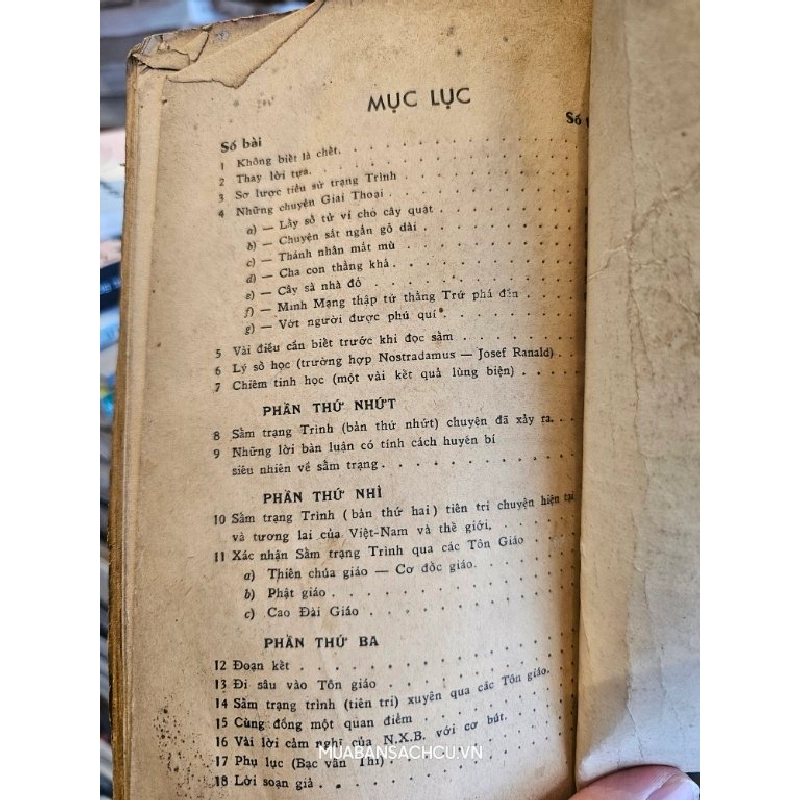 MỤC LỤC
Số bài Số
1 Không biết là chết.
2 Thay lời tựa.
3 Sơ lược tiểu sử trạng Trình
4 Những chuyện Giai Thoại
a) — Lấy số tử vi cho cây quạt
b) — Chuyện sắt ngắn gỗ dài
c) — Thánh nhân mắt mù
d) — Cha con thằng khả
e) — Cây sà nhà đổ
f) — Minh Mạng thập tứ thằng Trứ phá đền
g) — Vớt người được phú quí
5 Vài điều cần biết trước khi đọc sấm
6 Lý số học (trường hợp Nostradamus — Josef Ranald)
7 Chiêm tinh học (một vài kết quả lùng biện)
PHẦN THỨ NHỨT
8 Sấm trạng Trình (bản thứ nhứt) chuyện đã xảy ra.
9 Những lời bàn luận có tính cách huyền bí
siêu nhiên về sấm trạng
PHẦN THỨ NHÌ
10 Sấm trạng Trình (bản thứ hai) tiên tri chuyện hiện tại
và tương lai của Việt-Nam và thế giới.
11 Xác nhận Sấm trạng Trình qua các Tôn Giáo
a) Thiên chúa giáo — Cơ đốc giáo.
b) Phật giáo
c) Cao Đài Giáo
PHẦN THỨ BA
12 Đoạn kết
13 Đi sâu vào Tôn giáo
14 Sấm trạng trình (tiên tri) xuyên qua các Tôn giáo.
15 Cùng đồng một quan điểm
16 Vài lời cảm nghĩ của N.X.B. với cơ bút.
17 Phụ lục (Bạc vân Thi)
18 Lời soạn giả
MUABANSACHCU.VN